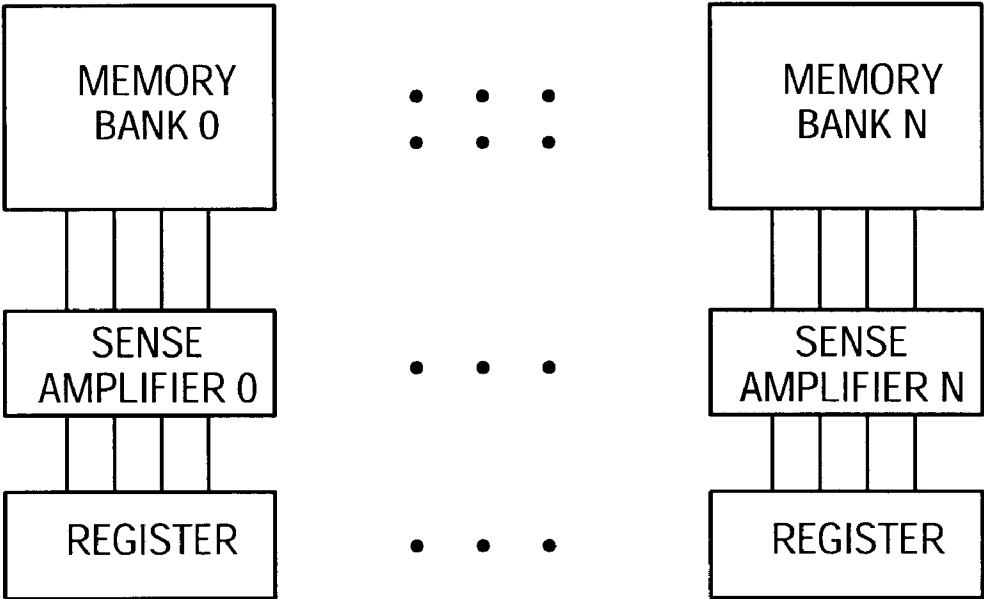 MEMORY
BANK 0
MEMORY
BANK N
SENSE
AMPLIFIER 0
SENSE
AMPLIFIER N
REGISTER
REGISTER